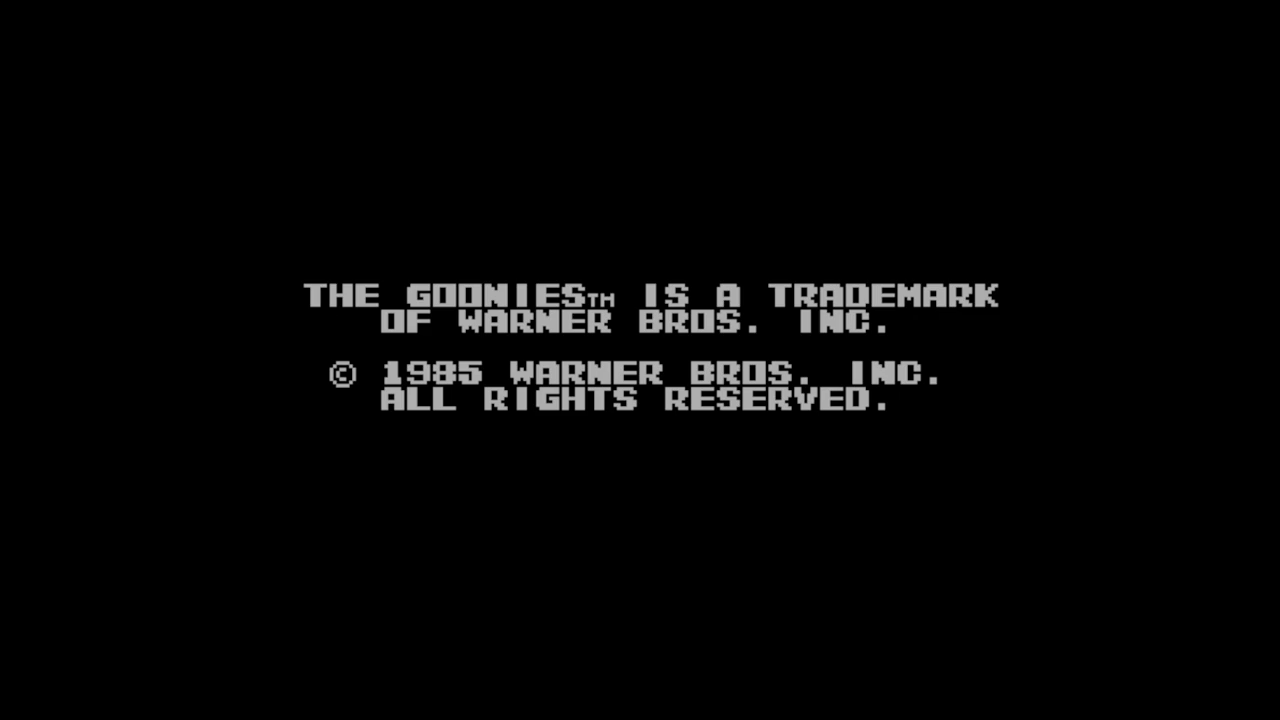 THE GOONIES™ IS A TRADEMARK
OF WARNER BROS. INC.
© 1985 WARNER BROS. INC.
ALL RIGHTS RESERVED.